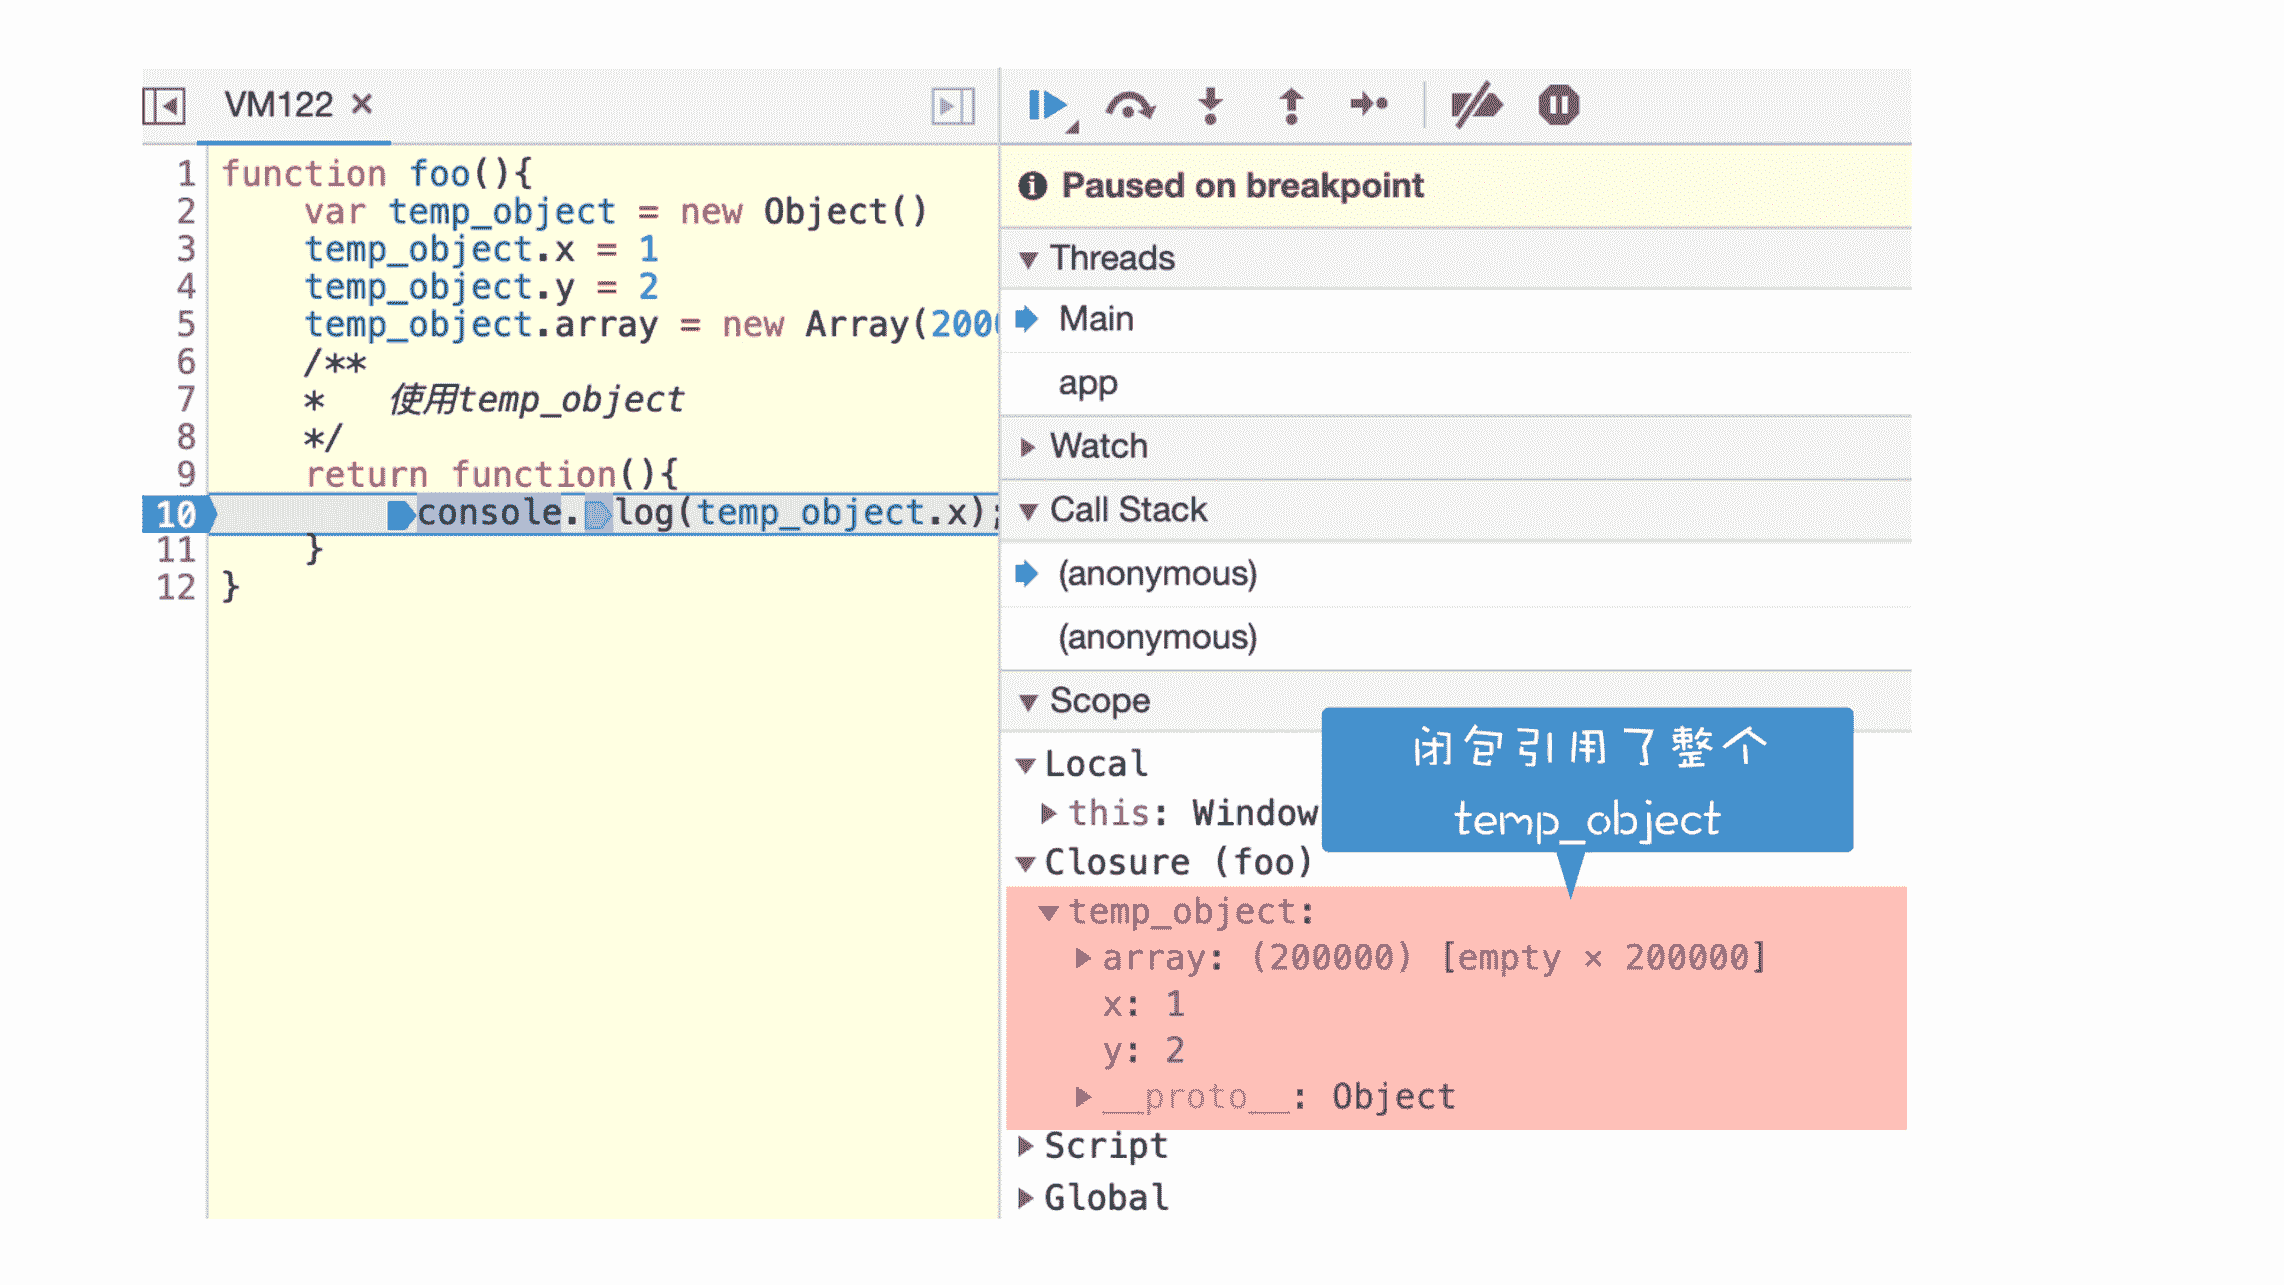 VM122 ×
1 function foo(){
2 var temp_object = new Object()
3 temp_object.x = 1
4 temp_object.y = 2
5 temp_object.array = new Array(200
6 /**
7 * 使用temp_object
8 */
9 return function(){
10 console.log(temp_object.x);
11 }
12 }
Paused on breakpoint
Threads
Main
app
Watch
Call Stack
(anonymous)
(anonymous)
Scope
Local
this: Window
闭包引用了整个
temp_object
Closure (foo)
temp_object:
array: (200000) [empty × 200000]
x: 1
y: 2
__proto__: Object
Script
Global